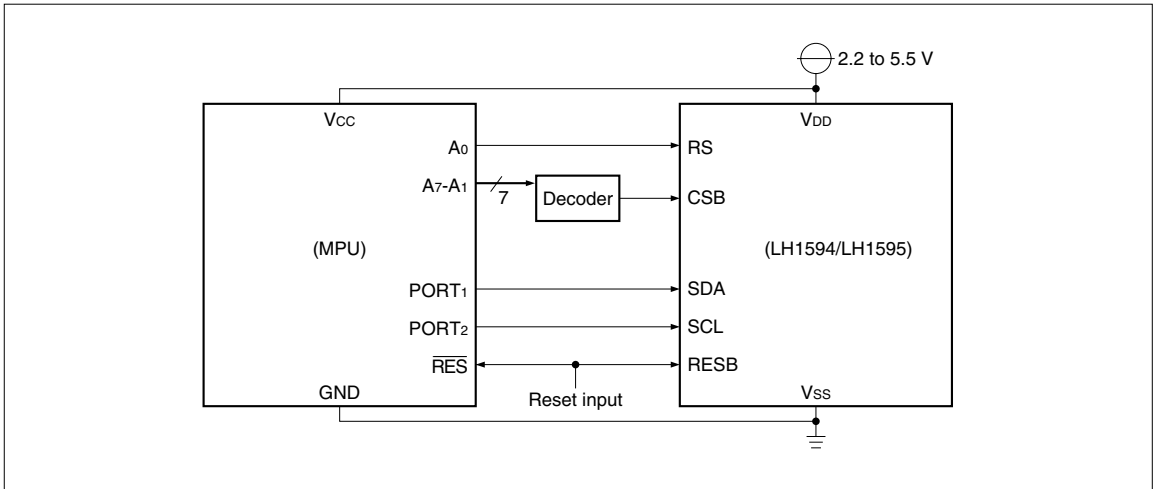 2.2 to 5.5 V
VCC
VDD
A0
RS
A7-A1
7
Decoder
CSB
(MPU)
(LH1594/LH1595)
PORT1
SDA
PORT2
SCL
RES
RESB
Reset input
GND
VSS